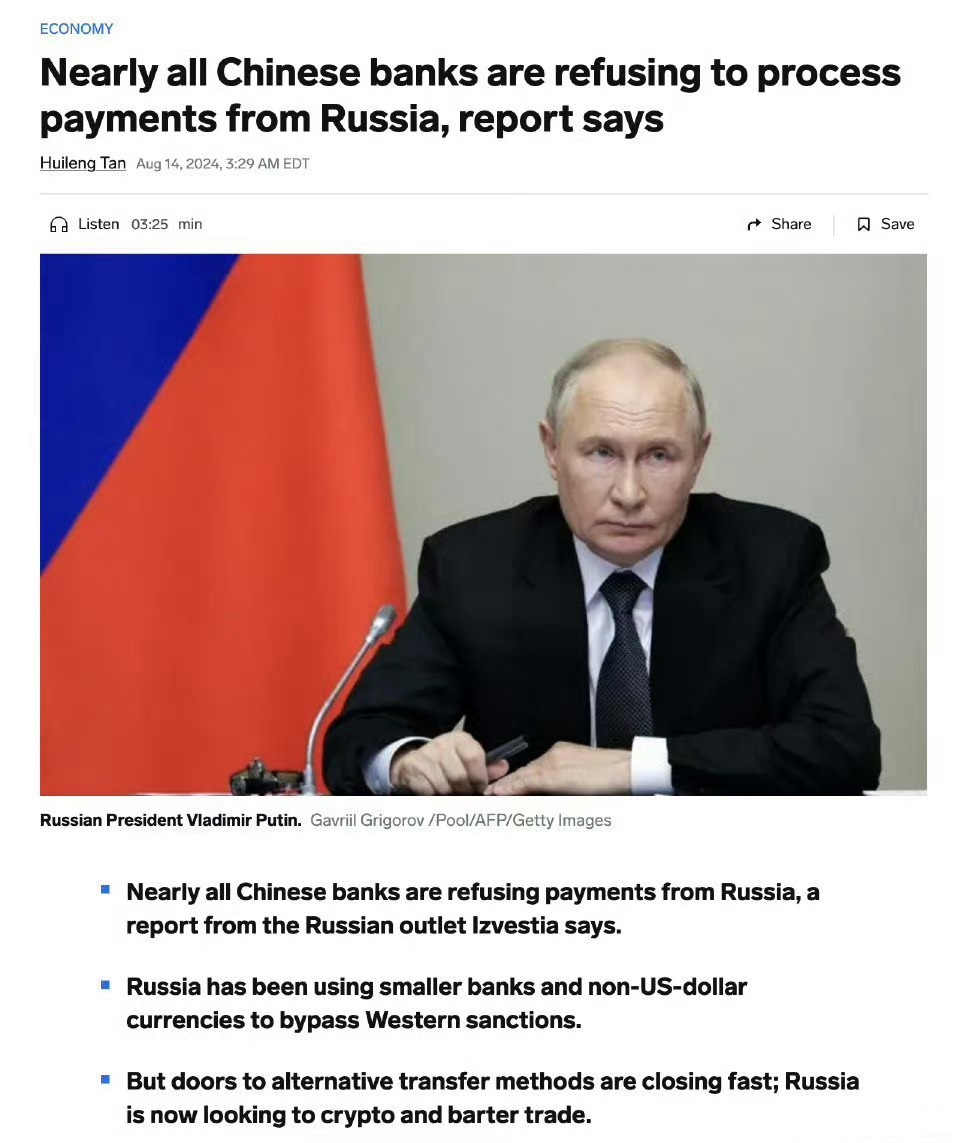 ECONOMY
Nearly all Chinese banks are refusing to process
payments from Russia, report says
Huileng Tan Aug 14, 2024, 3:29 AM EDT
Listen 03:25 min Share Save
Russian President Vladimir Putin. Gavriil Grigorov /Pool/AFP/Getty Images
Nearly all Chinese banks are refusing payments from Russia, a
report from the Russian outlet Izvestia says.
Russia has been using smaller banks and non-US-dollar
currencies to bypass Western sanctions.
But doors to alternative transfer methods are closing fast; Russia
is now looking to crypto and barter trade.